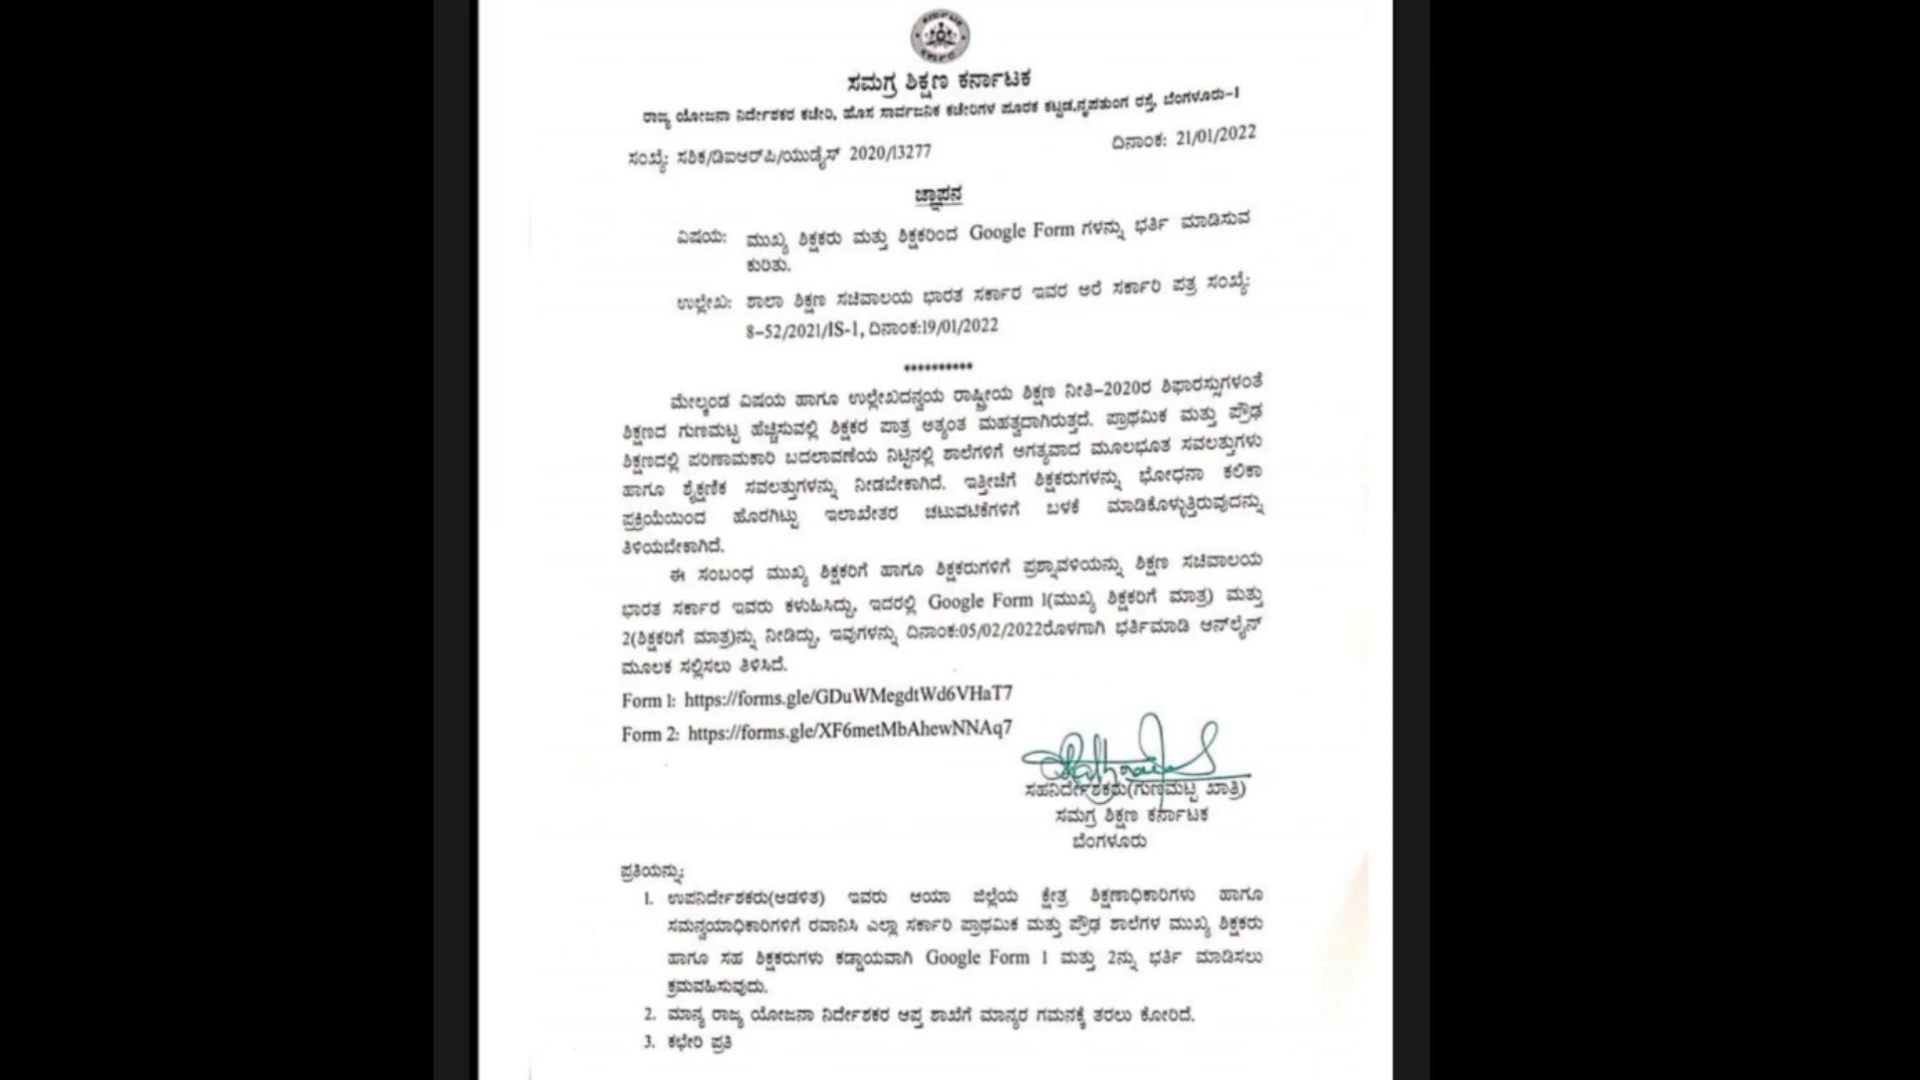 ಸಮಗ್ರ ಶಿಕ್ಷಣ ಕರ್ನಾಟಕ
ರಾಜ್ಯ ಯೋಜನಾ ನಿರ್ದೇಶಕರ ಕಚೇರಿ, ಹೊಸ ಸಾರ್ವಜನಿಕ ಕಚೇರಿಗಳ ಪೂರಕ ಕಟ್ಟಡ,ನೃಪತುಂಗ ರಸ್ತೆ, ಬೆಂಗಳೂರು-1
ಸಂಖ್ಯೆ: ಸಶಿಕ/ಡಿಐಆರ್‌ಪಿ/ಯುಡೈಸ್ 2020/13277 ದಿನಾಂಕ: 21/01/2022
ಜ್ಞಾಪನ
ವಿಷಯ: ಮುಖ್ಯ ಶಿಕ್ಷಕರು ಮತ್ತು ಶಿಕ್ಷಕರಿಂದ Google Form ಗಳನ್ನು ಭರ್ತಿ ಮಾಡಿಸುವ
ಕುರಿತು.
ಉಲ್ಲೇಖ: ಶಾಲಾ ಶಿಕ್ಷಣ ಸಚಿವಾಲಯ ಭಾರತ ಸರ್ಕಾರ ಇವರ ಅರೆ ಸರ್ಕಾರಿ ಪತ್ರ ಸಂಖ್ಯೆ:
8-52/2021/IS-1, ದಿನಾಂಕ:19/01/2022
**********
ಮೇಲ್ಕಂಡ ವಿಷಯ ಹಾಗೂ ಉಲ್ಲೇಖದನ್ವಯ ರಾಷ್ಟ್ರೀಯ ಶಿಕ್ಷಣ ನೀತಿ-2020ರ ಶಿಫಾರಸ್ಸುಗಳಂತೆ
ಶಿಕ್ಷಣದ ಗುಣಮಟ್ಟ ಹೆಚ್ಚಿಸುವಲ್ಲಿ ಶಿಕ್ಷಕರ ಪಾತ್ರ ಅತ್ಯಂತ ಮಹತ್ವದಾಗಿರುತ್ತದೆ. ಪ್ರಾಥಮಿಕ ಮತ್ತು ಪ್ರೌಢ
ಶಿಕ್ಷಣದಲ್ಲಿ ಪರಿಣಾಮಕಾರಿ ಬದಲಾವಣೆಯ ನಿಟ್ಟಿನಲ್ಲಿ ಶಾಲೆಗಳಿಗೆ ಅಗತ್ಯವಾದ ಮೂಲಭೂತ ಸವಲತ್ತುಗಳು
ಹಾಗೂ ಶೈಕ್ಷಣಿಕ ಸವಲತ್ತುಗಳನ್ನು ನೀಡಬೇಕಾಗಿದೆ. ಇತ್ತೀಚೆಗೆ ಶಿಕ್ಷಕರುಗಳನ್ನು ಭೋಧನಾ ಕಲಿಕಾ
ಪ್ರಕ್ರಿಯೆಯಿಂದ ಹೊರಗಿಟ್ಟು ಇಲಾಖೇತರ ಚಟುವಟಿಕೆಗಳಿಗೆ ಬಳಕೆ ಮಾಡಿಕೊಳ್ಳುತ್ತಿರುವುದನ್ನು
ತಿಳಿಯಬೇಕಾಗಿದೆ.
ಈ ಸಂಬಂಧ ಮುಖ್ಯ ಶಿಕ್ಷಕರಿಗೆ ಹಾಗೂ ಶಿಕ್ಷಕರುಗಳಿಗೆ ಪ್ರಶ್ನಾವಳಿಯನ್ನು ಶಿಕ್ಷಣ ಸಚಿವಾಲಯ
ಭಾರತ ಸರ್ಕಾರ ಇವರು ಕಳುಹಿಸಿದ್ದು, ಇದರಲ್ಲಿ Google Form 1(ಮುಖ್ಯ ಶಿಕ್ಷಕರಿಗೆ ಮಾತ್ರ) ಮತ್ತು
2(ಶಿಕ್ಷಕರಿಗೆ ಮಾತ್ರ)ನ್ನು ನೀಡಿದ್ದು, ಇವುಗಳನ್ನು ದಿನಾಂಕ:05/02/2022ರೊಳಗಾಗಿ ಭರ್ತಿಮಾಡಿ ಆನ್‌ಲೈನ್
ಮೂಲಕ ಸಲ್ಲಿಸಲು ತಿಳಿಸಿದೆ.
Form 1: https://forms.gle/GDuWMegdtWd6VHaT7
Form 2: https://forms.gle/XF6metMbAhewNNAq7
ಸಹನಿರ್ದೇಶಕರು(ಗುಣಮಟ್ಟ ಖಾತ್ರಿ)
ಸಮಗ್ರ ಶಿಕ್ಷಣ ಕರ್ನಾಟಕ
ಬೆಂಗಳೂರು
ಪ್ರತಿಯನ್ನು:
1. ಉಪನಿರ್ದೇಶಕರು(ಆಡಳಿತ) ಇವರು ಆಯಾ ಜಿಲ್ಲೆಯ ಕ್ಷೇತ್ರ ಶಿಕ್ಷಣಾಧಿಕಾರಿಗಳು ಹಾಗೂ
ಸಮನ್ವಯಾಧಿಕಾರಿಗಳಿಗೆ ರವಾನಿಸಿ ಎಲ್ಲಾ ಸರ್ಕಾರಿ ಪ್ರಾಥಮಿಕ ಮತ್ತು ಪ್ರೌಢ ಶಾಲೆಗಳ ಮುಖ್ಯ ಶಿಕ್ಷಕರು
ಹಾಗೂ ಸಹ ಶಿಕ್ಷಕರುಗಳು ಕಡ್ಡಾಯವಾಗಿ Google Form 1 ಮತ್ತು 2ನ್ನು ಭರ್ತಿ ಮಾಡಿಸಲು
ಕ್ರಮವಹಿಸುವುದು.
2. ಮಾನ್ಯ ರಾಜ್ಯ ಯೋಜನಾ ನಿರ್ದೇಶಕರ ಆಪ್ತ ಶಾಖೆಗೆ ಮಾನ್ಯರ ಗಮನಕ್ಕೆ ತರಲು ಕೋರಿದೆ.
3. ಕಛೇರಿ ಪ್ರತಿ